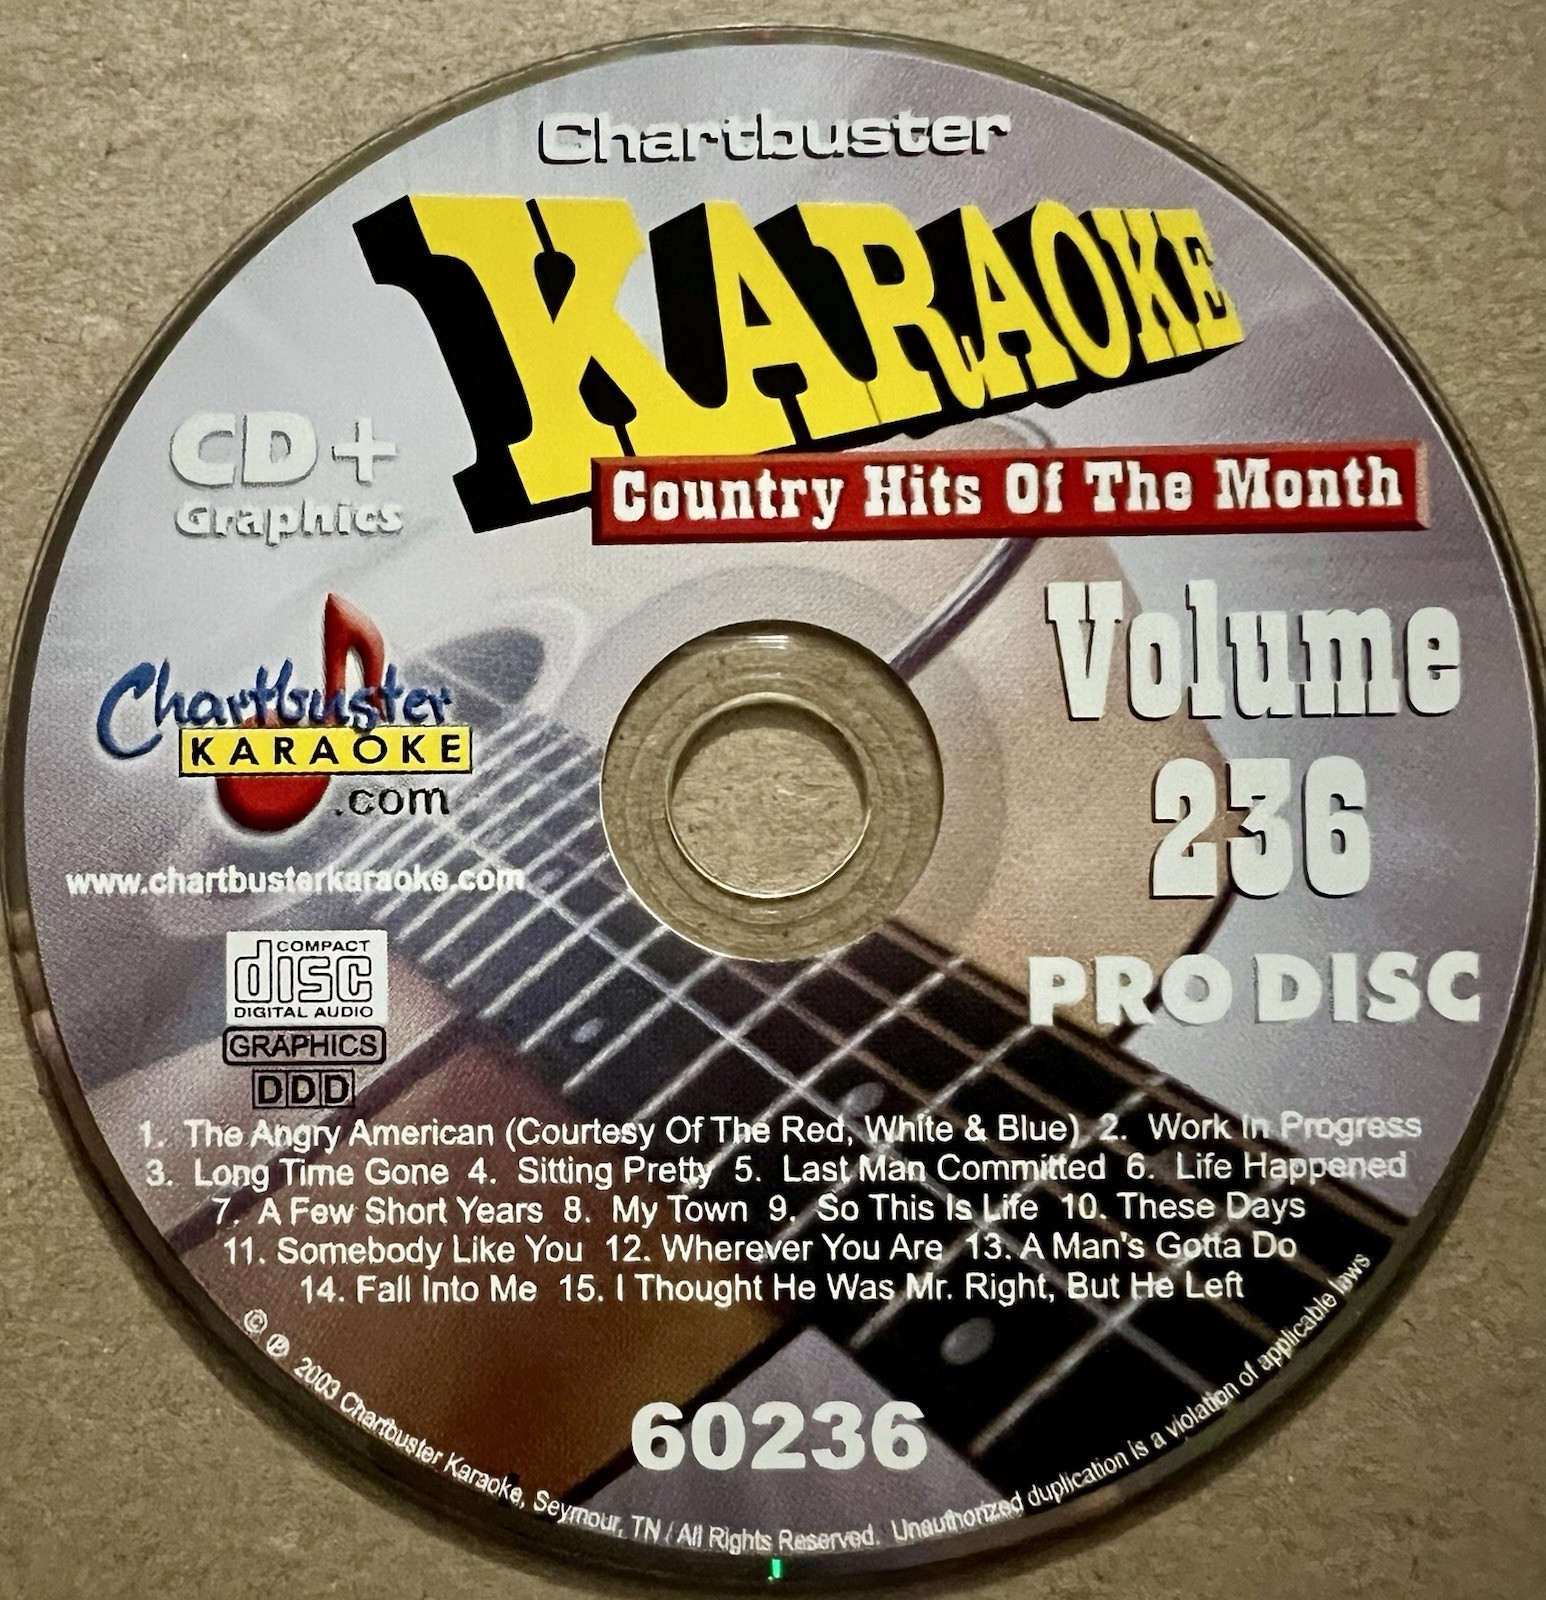 Chartbuster
KARAOKE
Country Hits Of The Month
CD+
Graphics
Volume
236
PRO DISC
Chartbuster
KARAOKE
.com
www.chartbusterkaraoke.com
COMPACT
disc
DIGITAL AUDIO
GRAPHICS
DDD
1. The Angry American (Courtesy Of The Red, White & Blue) 2. Work In Progress
3. Long Time Gone 4. Sitting Pretty 5. Last Man Committed 6. Life Happened
7. A Few Short Years 8. My Town 9. So This Is Life 10. These Days
11. Somebody Like You 12. Wherever You Are 13. A Man's Gotta Do
14. Fall Into Me 15. I Thought He Was Mr. Right, But He Left
60236
© ℗ 2003 Chartbuster Karaoke, Seymour, TN / All Rights Reserved. Unauthorized duplication is a violation of applicable laws